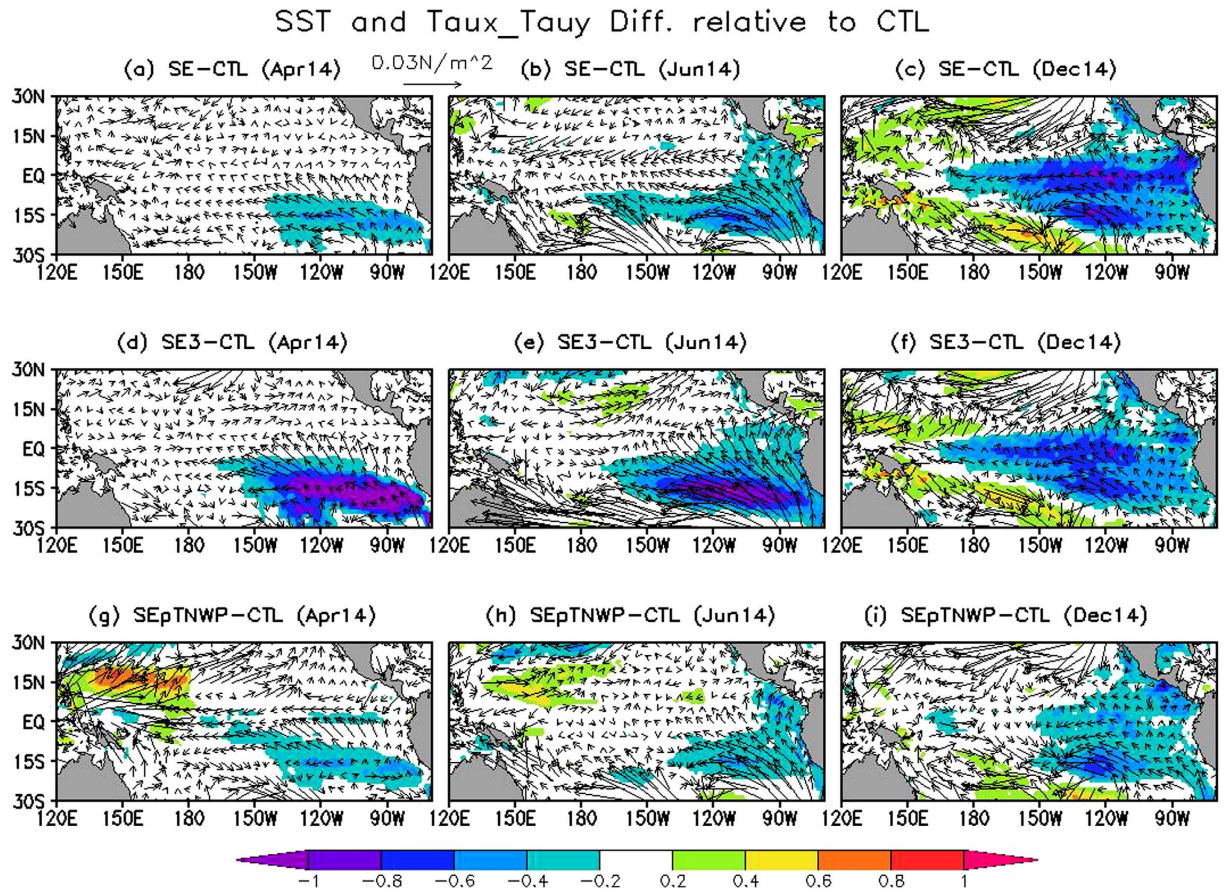 SST and Taux_Tauy Diff. relative to CTL
(a) SE-CTL (Apr14) 0.03N/m^2 (b) SE-CTL (Jun14) (c) SE-CTL (Dec14)
30N
15N
EQ
15S
30S
120E 150E 180 150W 120W 90W 120E 150E 180 150W 120W 90W 120E 150E 180 150W 120W 90W
(d) SE3-CTL (Apr14) (e) SE3-CTL (Jun14) (f) SE3-CTL (Dec14)
30N
15N
EQ
15S
30S
120E 150E 180 150W 120W 90W 120E 150E 180 150W 120W 90W 120E 150E 180 150W 120W 90W
(g) SEpTNWP-CTL (Apr14) (h) SEpTNWP-CTL (Jun14) (i) SEpTNWP-CTL (Dec14)
30N
15N
EQ
15S
30S
120E 150E 180 150W 120W 90W 120E 150E 180 150W 120W 90W 120E 150E 180 150W 120W 90W
-1 -0.8 -0.6 -0.4 -0.2 0.2 0.4 0.6 0.8 1